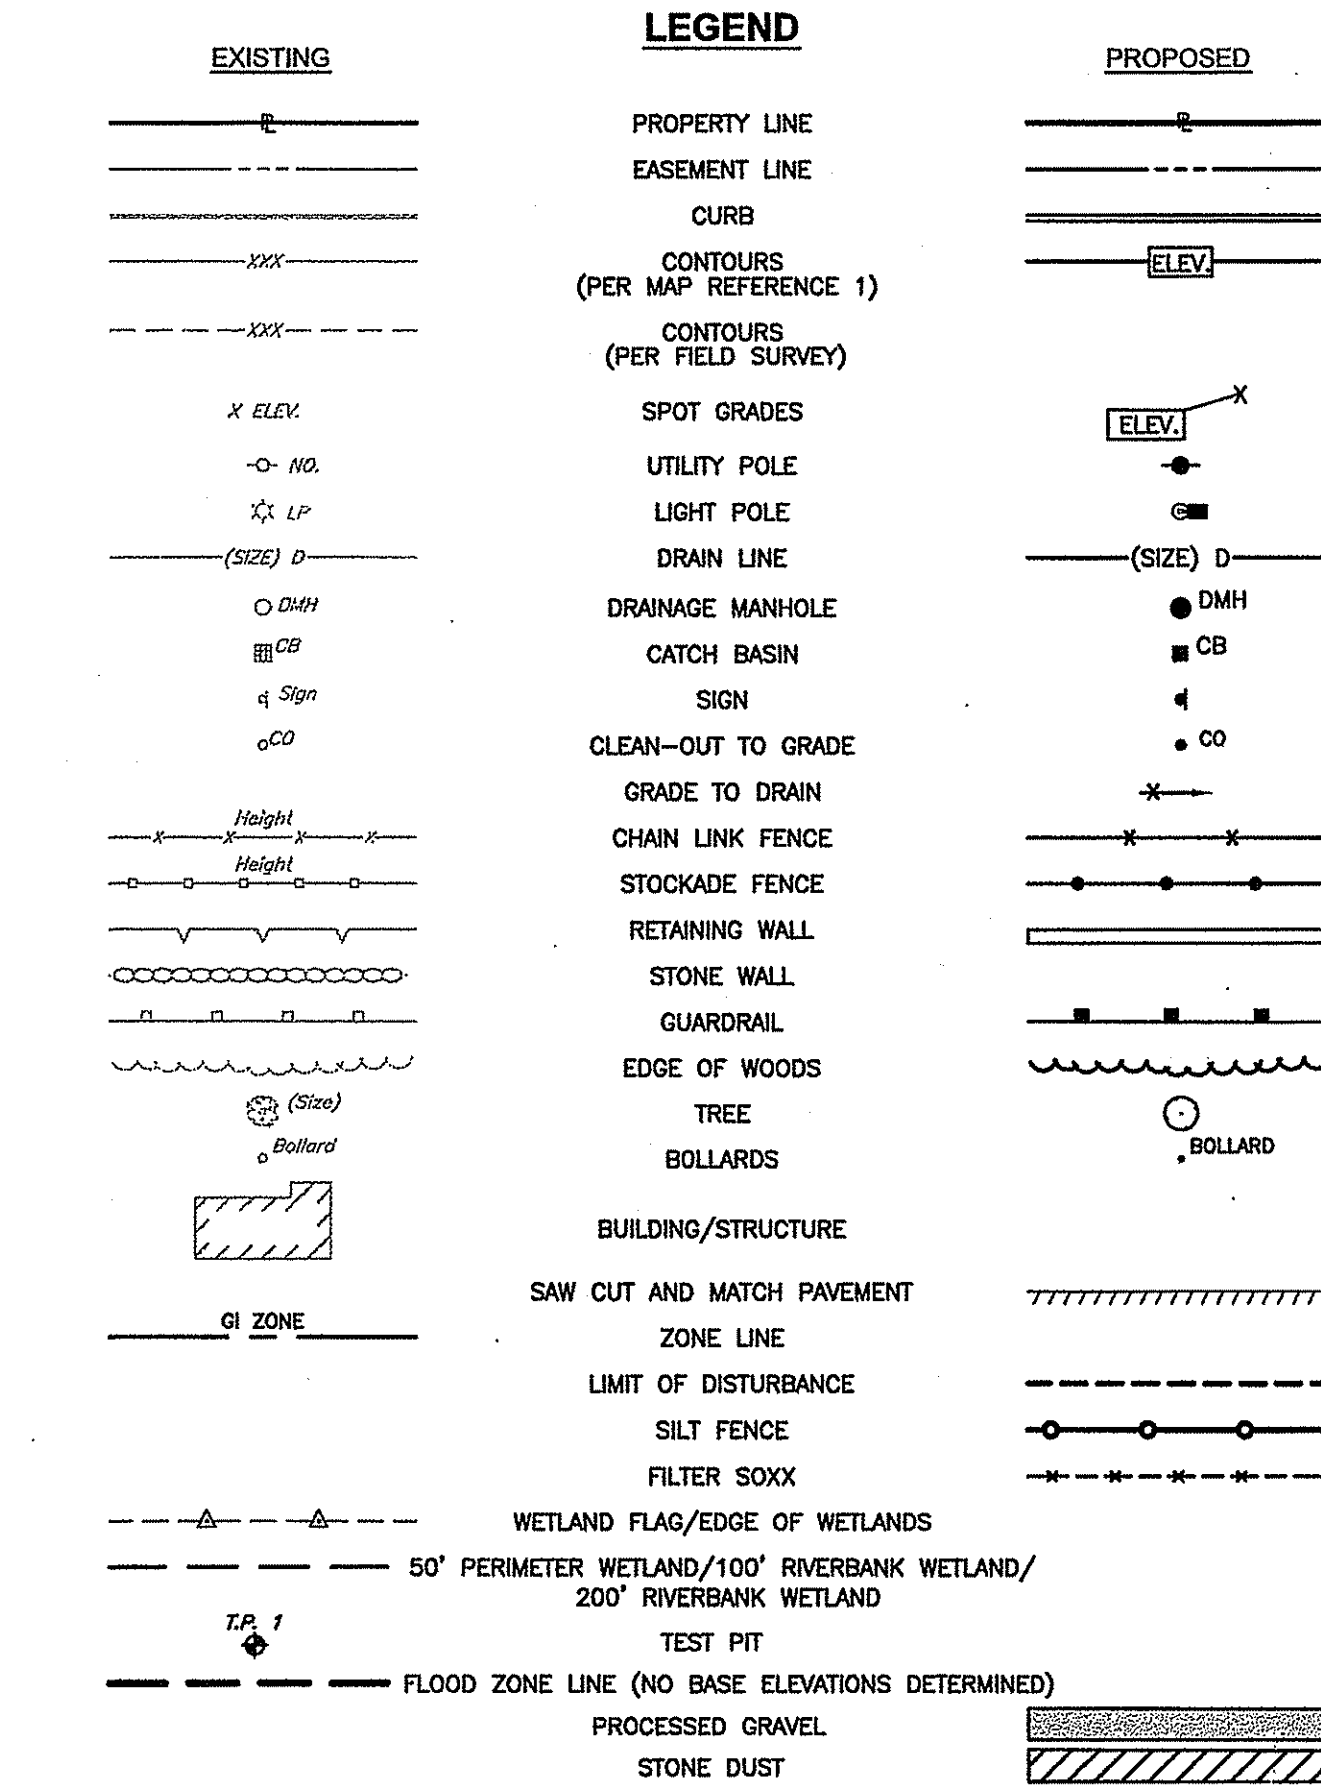 LEGEND
EXISTING PROPOSED
PL PROPERTY LINE PL
EASEMENT LINE
CURB
XXX CONTOURS ELEV.
(PER MAP REFERENCE 1)
XXX CONTOURS
(PER FIELD SURVEY)
X ELEV. SPOT GRADES ELEV. X
NO. UTILITY POLE
LP LIGHT POLE
(SIZE) D DRAIN LINE (SIZE) D
DMH DRAINAGE MANHOLE DMH
CB CATCH BASIN CB
Sign SIGN
CO CLEAN-OUT TO GRADE CO
GRADE TO DRAIN
Height CHAIN LINK FENCE
Height STOCKADE FENCE
RETAINING WALL
STONE WALL
GUARDRAIL
EDGE OF WOODS
(Size) TREE
Bollard BOLLARDS BOLLARD
BUILDING/STRUCTURE
SAW CUT AND MATCH PAVEMENT
GI ZONE ZONE LINE
LIMIT OF DISTURBANCE
SILT FENCE
FILTER SOXX
WETLAND FLAG/EDGE OF WETLANDS
50' PERIMETER WETLAND/100' RIVERBANK WETLAND/
200' RIVERBANK WETLAND
T.P. 1 TEST PIT
FLOOD ZONE LINE (NO BASE ELEVATIONS DETERMINED)
PROCESSED GRAVEL
STONE DUST